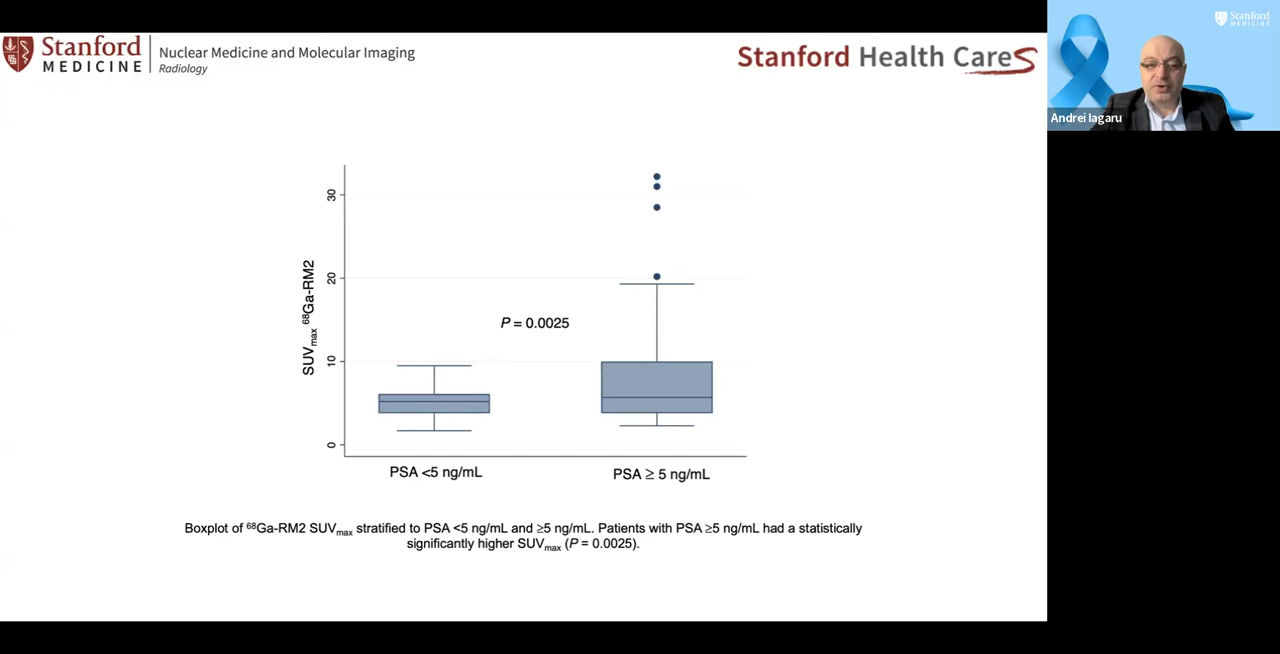 Stanford
MEDICINE
Nuclear Medicine and Molecular Imaging
Radiology
Stanford Health Care
Stanford
MEDICINE
Andrei Iagaru
SUVmax 68Ga-RM2
30
20
10
0
P = 0.0025
PSA <5 ng/mL
PSA ≥ 5 ng/mL
Boxplot of 68Ga-RM2 SUVmax stratified to PSA <5 ng/mL and ≥5 ng/mL. Patients with PSA ≥5 ng/mL had a statistically
significantly higher SUVmax (P = 0.0025).